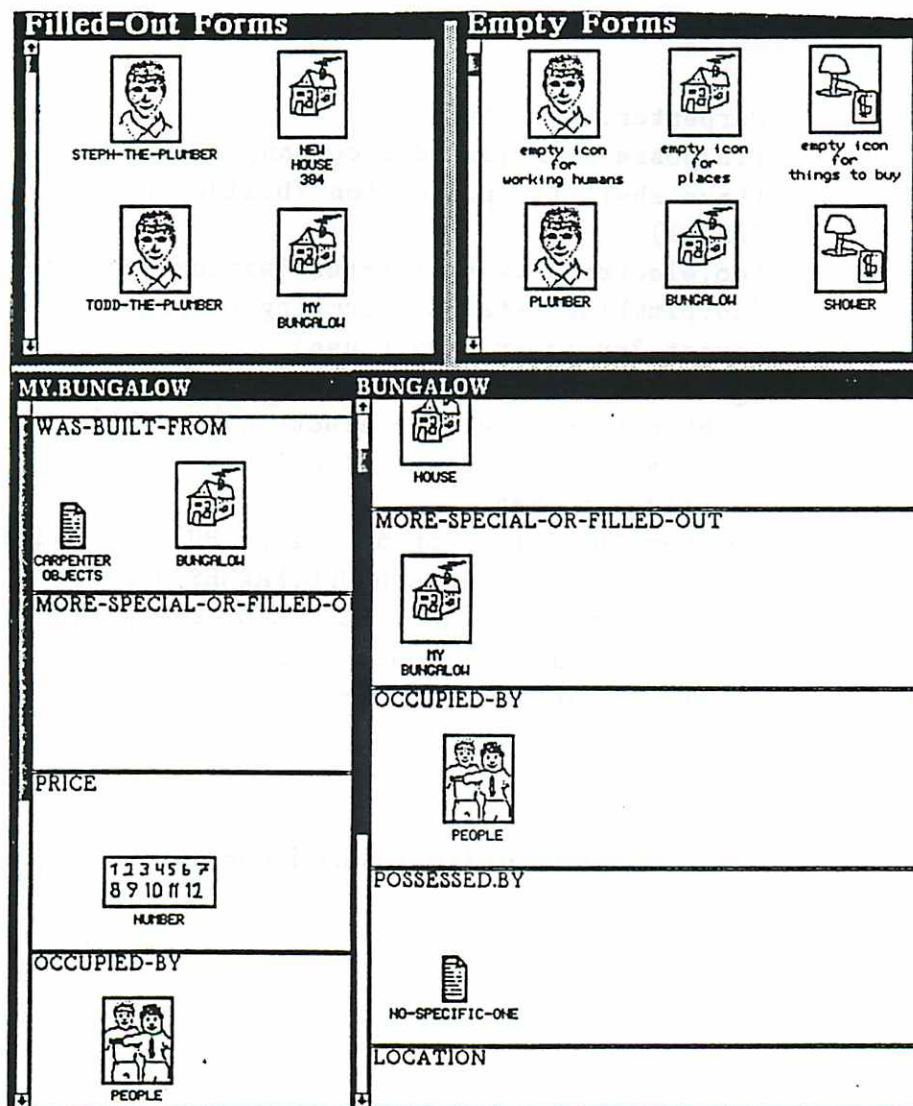 Filled-Out Forms
STEPH-THE-PLUMBER
NEW
HOUSE
384
TODD-THE-PLUMBER
MY
BUNGALOW
Empty Forms
empty icon
for
working humans
empty icon
for
places
empty icon
for
things to buy
$
PLUMBER
BUNGALOW
SHOWER
$
MY.BUNGALOW
WAS-BUILT-FROM
CARPENTER
OBJECTS
BUNGALOW
MORE-SPECIAL-OR-FILLED-OU
PRICE
1 2 3 4 5 6 7
8 9 10 11 12
NUMBER
OCCUPIED-BY
PEOPLE
BUNGALOW
HOUSE
MORE-SPECIAL-OR-FILLED-OUT
MY
BUNGALOW
OCCUPIED-BY
PEOPLE
POSSESSED.BY
NO-SPECIFIC-ONE
LOCATION